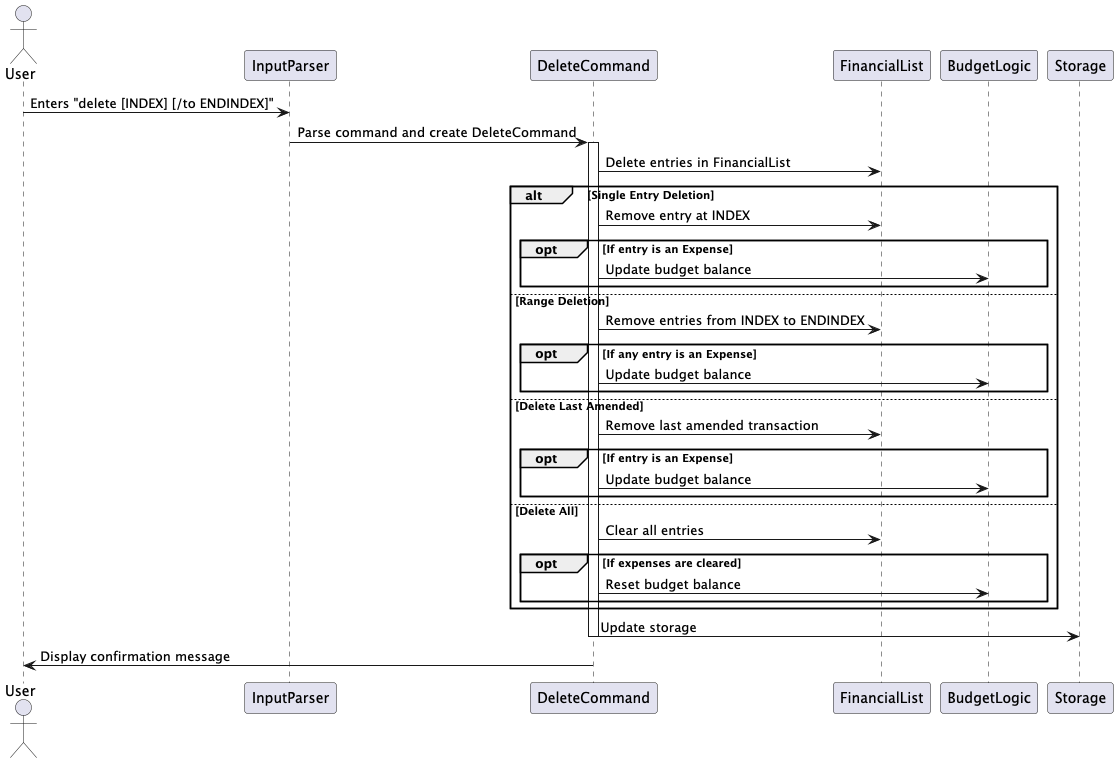 User
InputParser
DeleteCommand
FinancialList
BudgetLogic
Storage
Enters "delete [INDEX] [/to ENDINDEX]"
Parse command and create DeleteCommand
Delete entries in FinancialList
alt
[Single Entry Deletion]
Remove entry at INDEX
opt
[If entry is an Expense]
Update budget balance
[Range Deletion]
Remove entries from INDEX to ENDINDEX
opt
[If any entry is an Expense]
Update budget balance
[Delete Last Amended]
Remove last amended transaction
opt
[If entry is an Expense]
Update budget balance
[Delete All]
Clear all entries
opt
[If expenses are cleared]
Reset budget balance
Update storage
Display confirmation message
User
InputParser
DeleteCommand
FinancialList
BudgetLogic
Storage